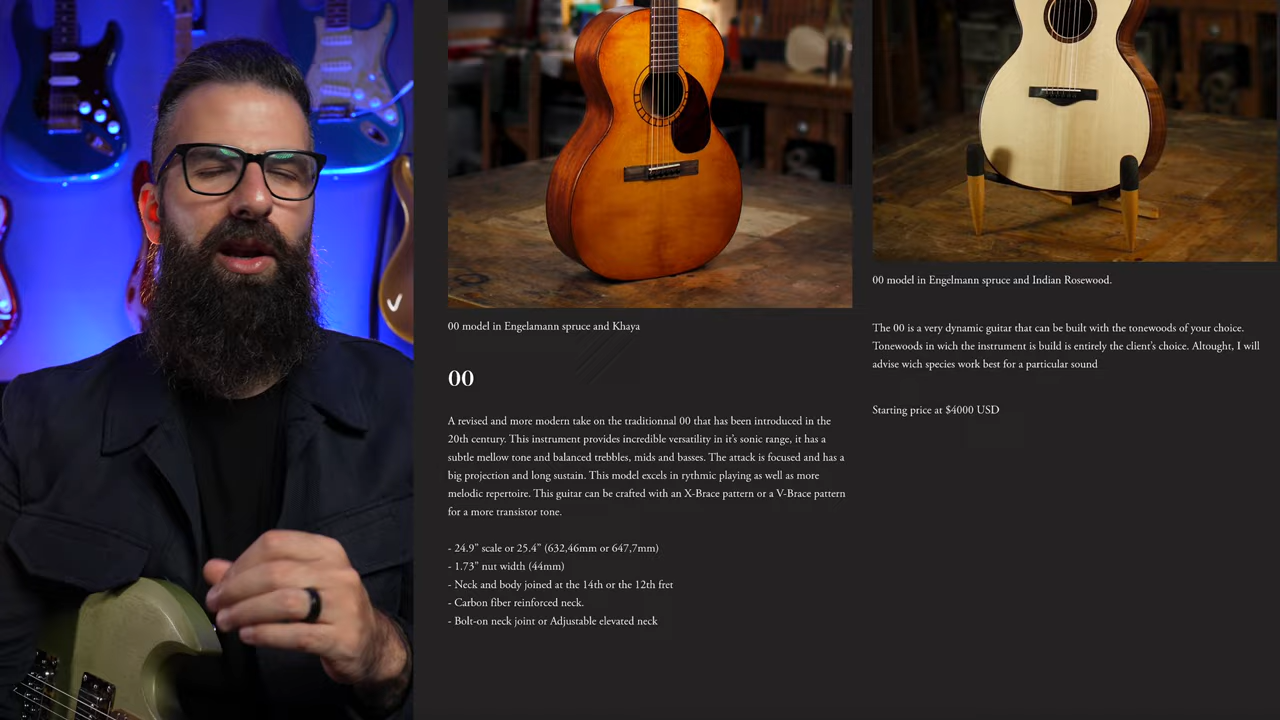 00 model in Engelamann spruce and Khaya
00
A revised and more modern take on the traditionnal 00 that has been introduced in the
20th century. This instrument provides incredible versatility in it's sonic range, it has a
subtle mellow tone and balanced trebbles, mids and basses. The attack is focused and has a
big projection and long sustain. This model excels in rythmic playing as well as more
melodic repertoire. This guitar can be crafted with an X-Brace pattern or a V-Brace pattern
for a more transistor tone.
- 24.9" scale or 25.4" (632,46mm or 647,7mm)
- 1.73" nut width (44mm)
- Neck and body joined at the 14th or the 12th fret
- Carbon fiber reinforced neck.
- Bolt-on neck joint or Adjustable elevated neck
00 model in Engelmann spruce and Indian Rosewood.
The 00 is a very dynamic guitar that can be built with the tonewoods of your choice.
Tonewoods in wich the instrument is build is entirely the client's choice. Altought, I will
advise wich species work best for a particular sound
Starting price at $4000 USD